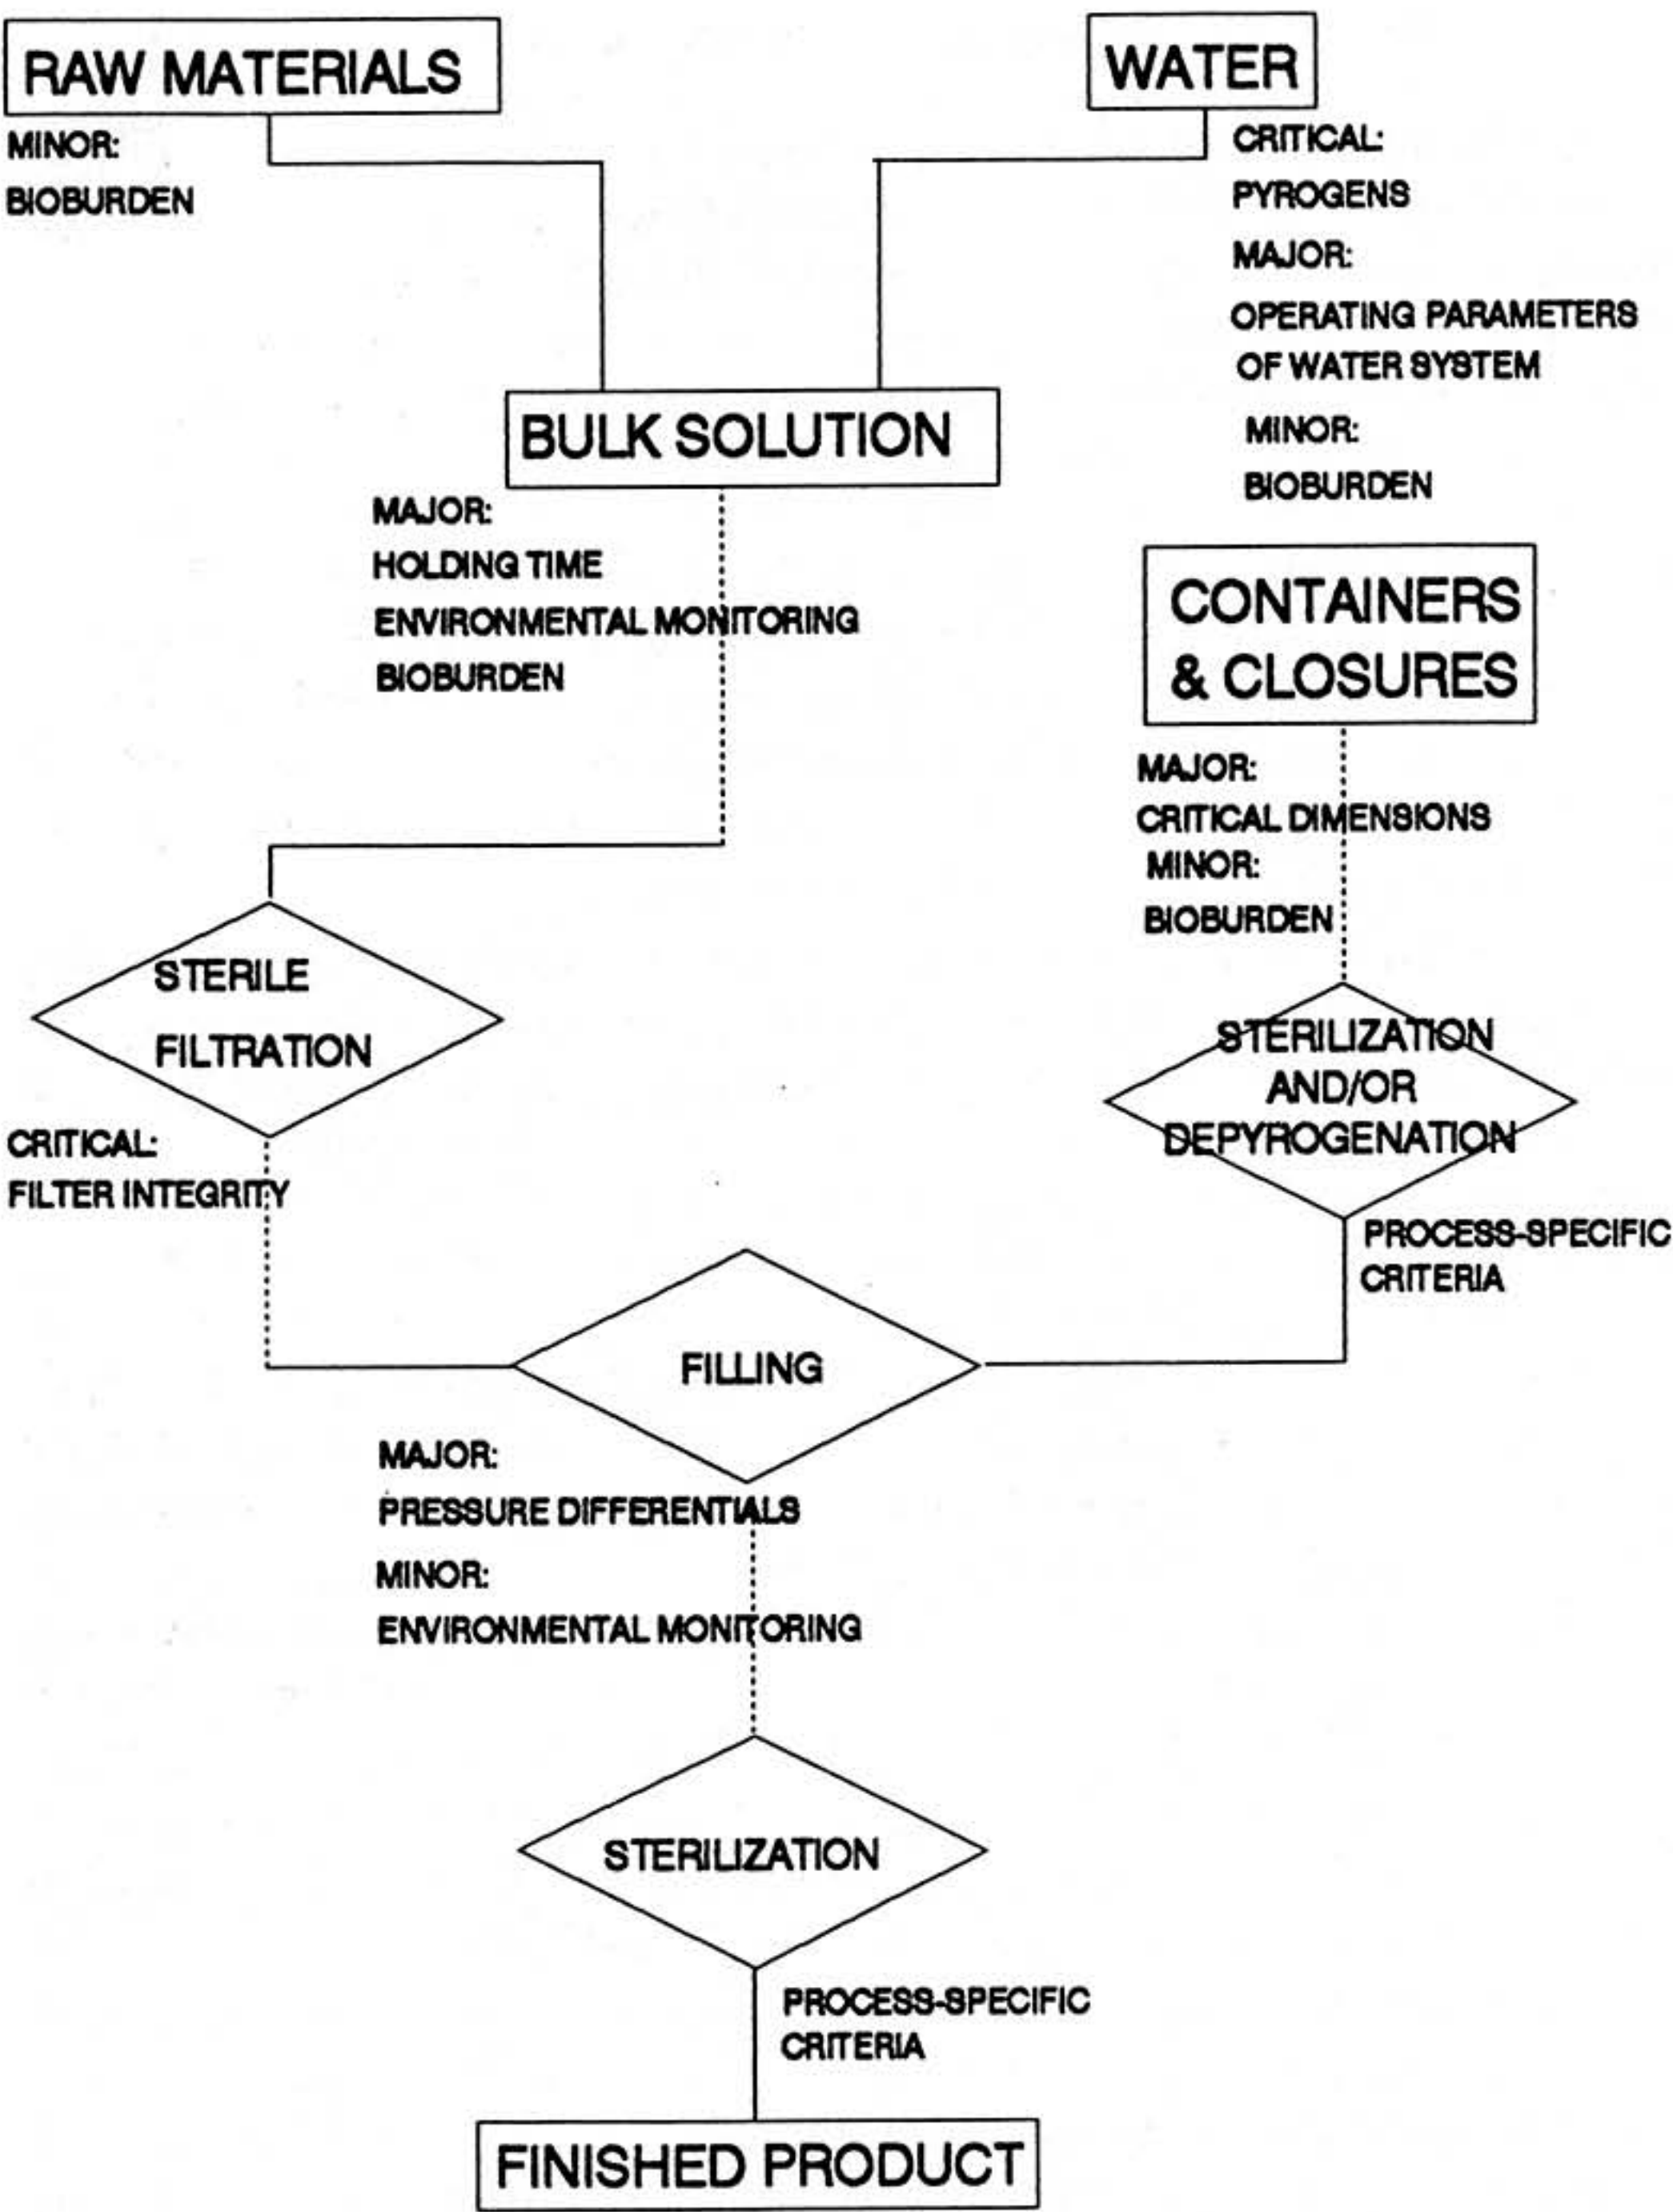 RAW MATERIALS
MINOR:
BIOBURDEN
WATER
CRITICAL:
PYROGENS
MAJOR:
OPERATING PARAMETERS
OF WATER SYSTEM
MINOR:
BIOBURDEN
BULK SOLUTION
MAJOR:
HOLDING TIME
ENVIRONMENTAL MONITORING
BIOBURDEN
CONTAINERS
& CLOSURES
MAJOR:
CRITICAL DIMENSIONS
MINOR:
BIOBURDEN
STERILE
FILTRATION
CRITICAL:
FILTER INTEGRITY
STERILIZATION
AND/OR
DEPYROGENATION
PROCESS-SPECIFIC
CRITERIA
FILLING
MAJOR:
PRESSURE DIFFERENTIALS
MINOR:
ENVIRONMENTAL MONITORING
STERILIZATION
PROCESS-SPECIFIC
CRITERIA
FINISHED PRODUCT